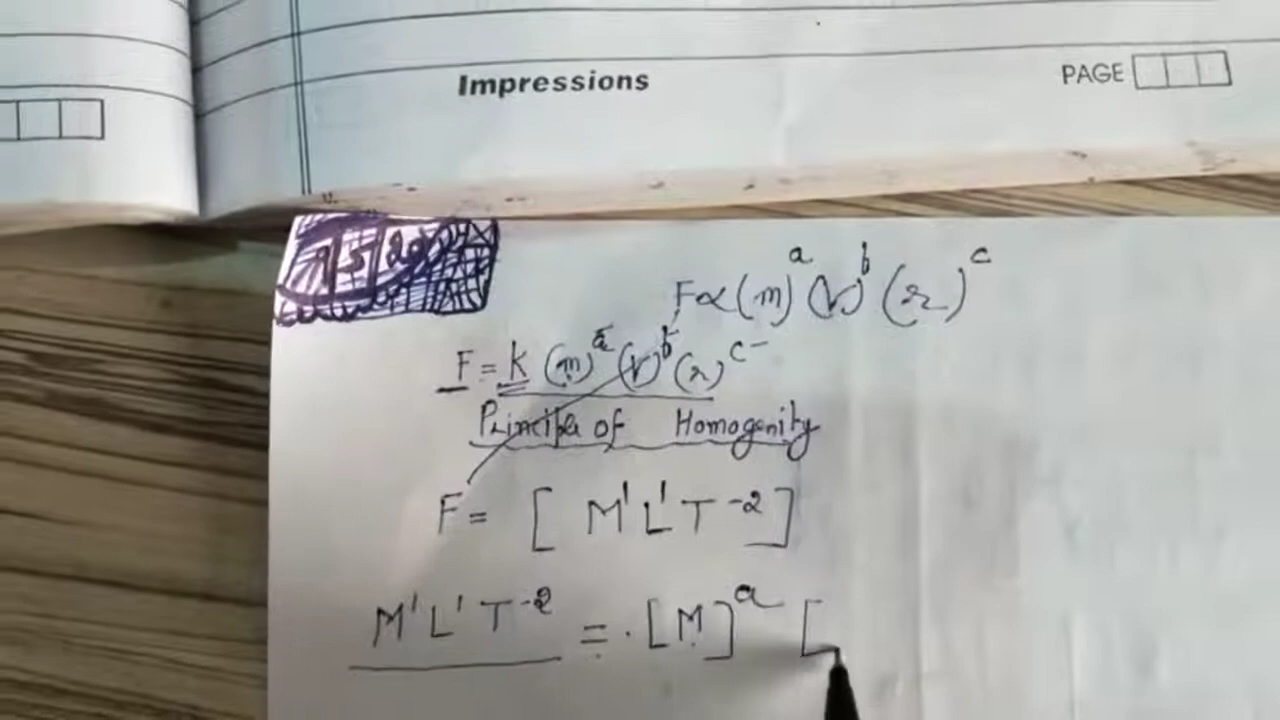 Impressions PAGE
F∝(m)^a (v)^b (r)^c
F = k (m)^a (v)^b (r)^c -
Principle of Homogenity
F = [ M¹L¹T⁻² ]
M¹L¹T⁻² = . [M]^a [